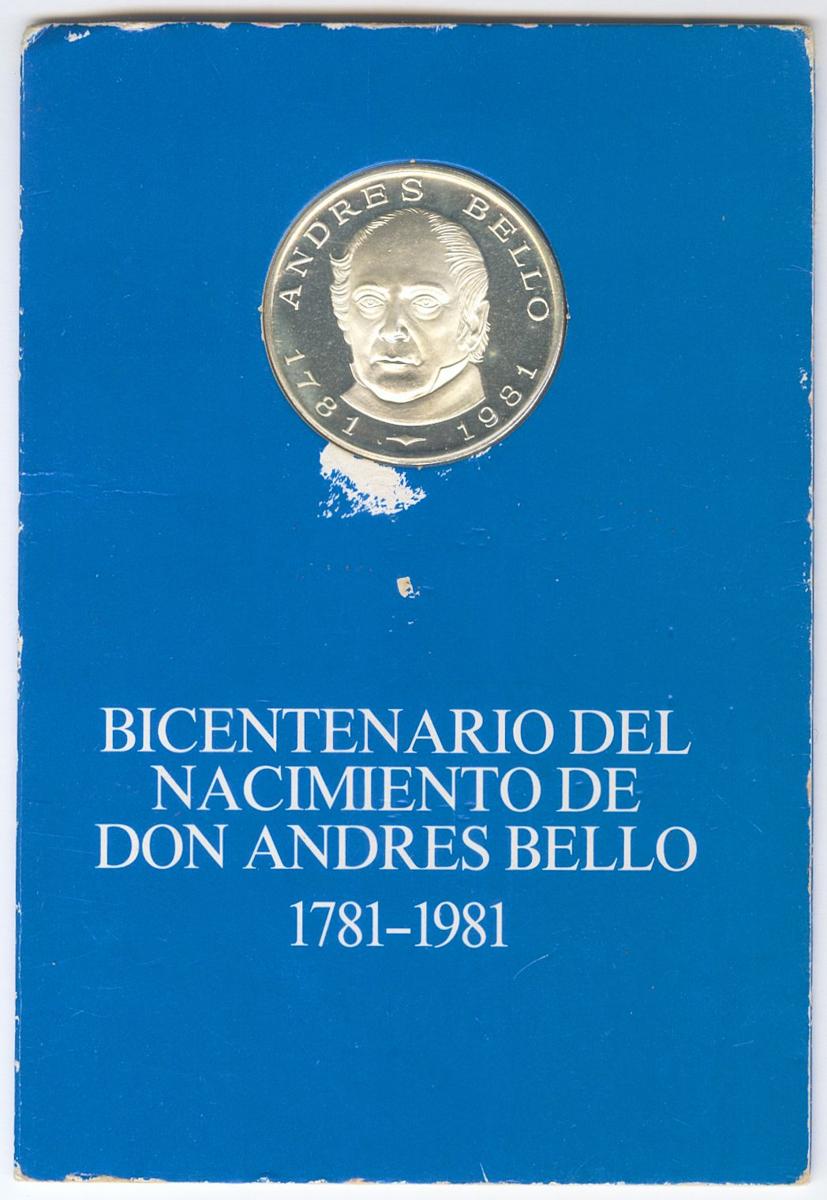 ANDRES BELLO
1781 1981
BICENTENARIO DEL
NACIMIENTO DE
DON ANDRES BELLO
1781-1981